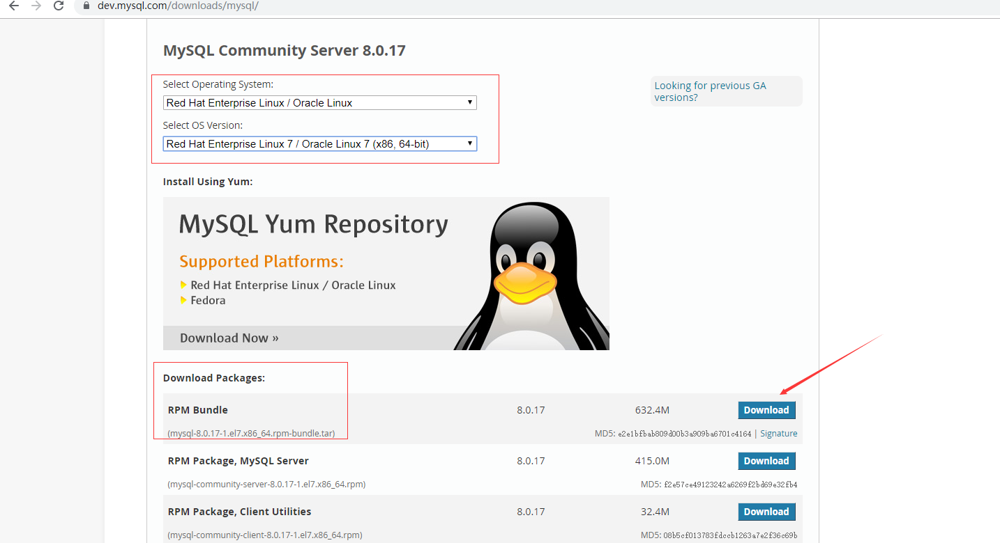 dev.mysql.com/downloads/mysql/
MySQL Community Server 8.0.17
Select Operating System:
Looking for previous GA
versions?
Red Hat Enterprise Linux / Oracle Linux
Select OS Version:
Red Hat Enterprise Linux 7 / Oracle Linux 7 (x86, 64-bit)
Install Using Yum:
MySQL Yum Repository
Supported Platforms:
Red Hat Enterprise Linux / Oracle Linux
Fedora
Download Now »
Download Packages:
RPM Bundle 8.0.17 632.4M Download
(mysql-8.0.17-1.el7.x86_64.rpm-bundle.tar) MD5: e2e1bfbab809d00b3a909ba6701c4164 | Signature
RPM Package, MySQL Server 8.0.17 415.0M Download
(mysql-community-server-8.0.17-1.el7.x86_64.rpm) MD5: f2e57ce49123242a6269f2bd69e32fb4
RPM Package, Client Utilities 8.0.17 32.4M Download
(mysql-community-client-8.0.17-1.el7.x86_64.rpm) MD5: 08b5cf013783fdccb1263a7e2f36c69b